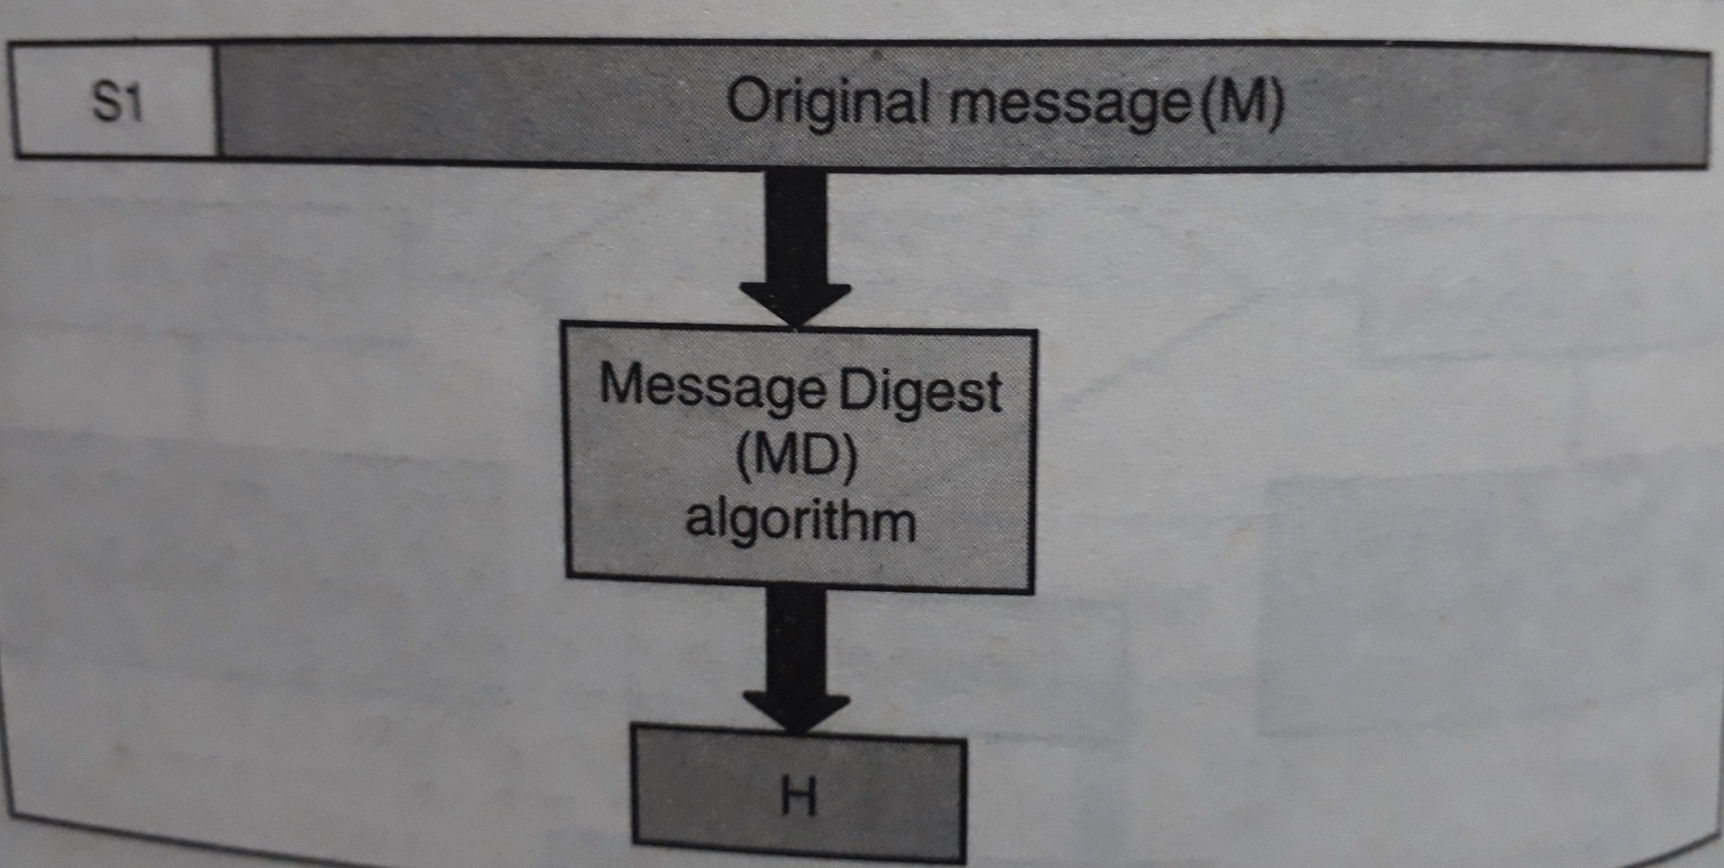 S1
Original message (M)
Message Digest
(MD)
algorithm
H